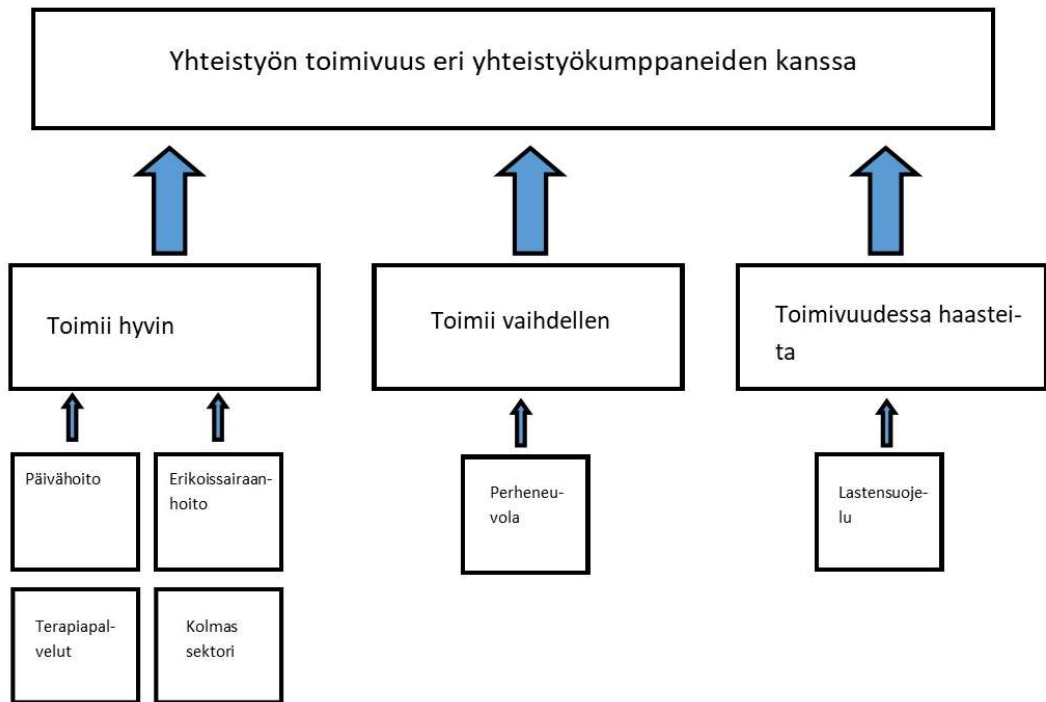 Yhteistyön toimivuus eri yhteistyökumppaneiden kanssa
Toimii hyvin
Toimii vaihdellen
Toimivuudessa haastei-
ta
Päivähoito
Erikoissairaan-
hoito
Perheneu-
vola
Lastensuoje-
lu
Terapiapal-
velut
Kolmas
sektori